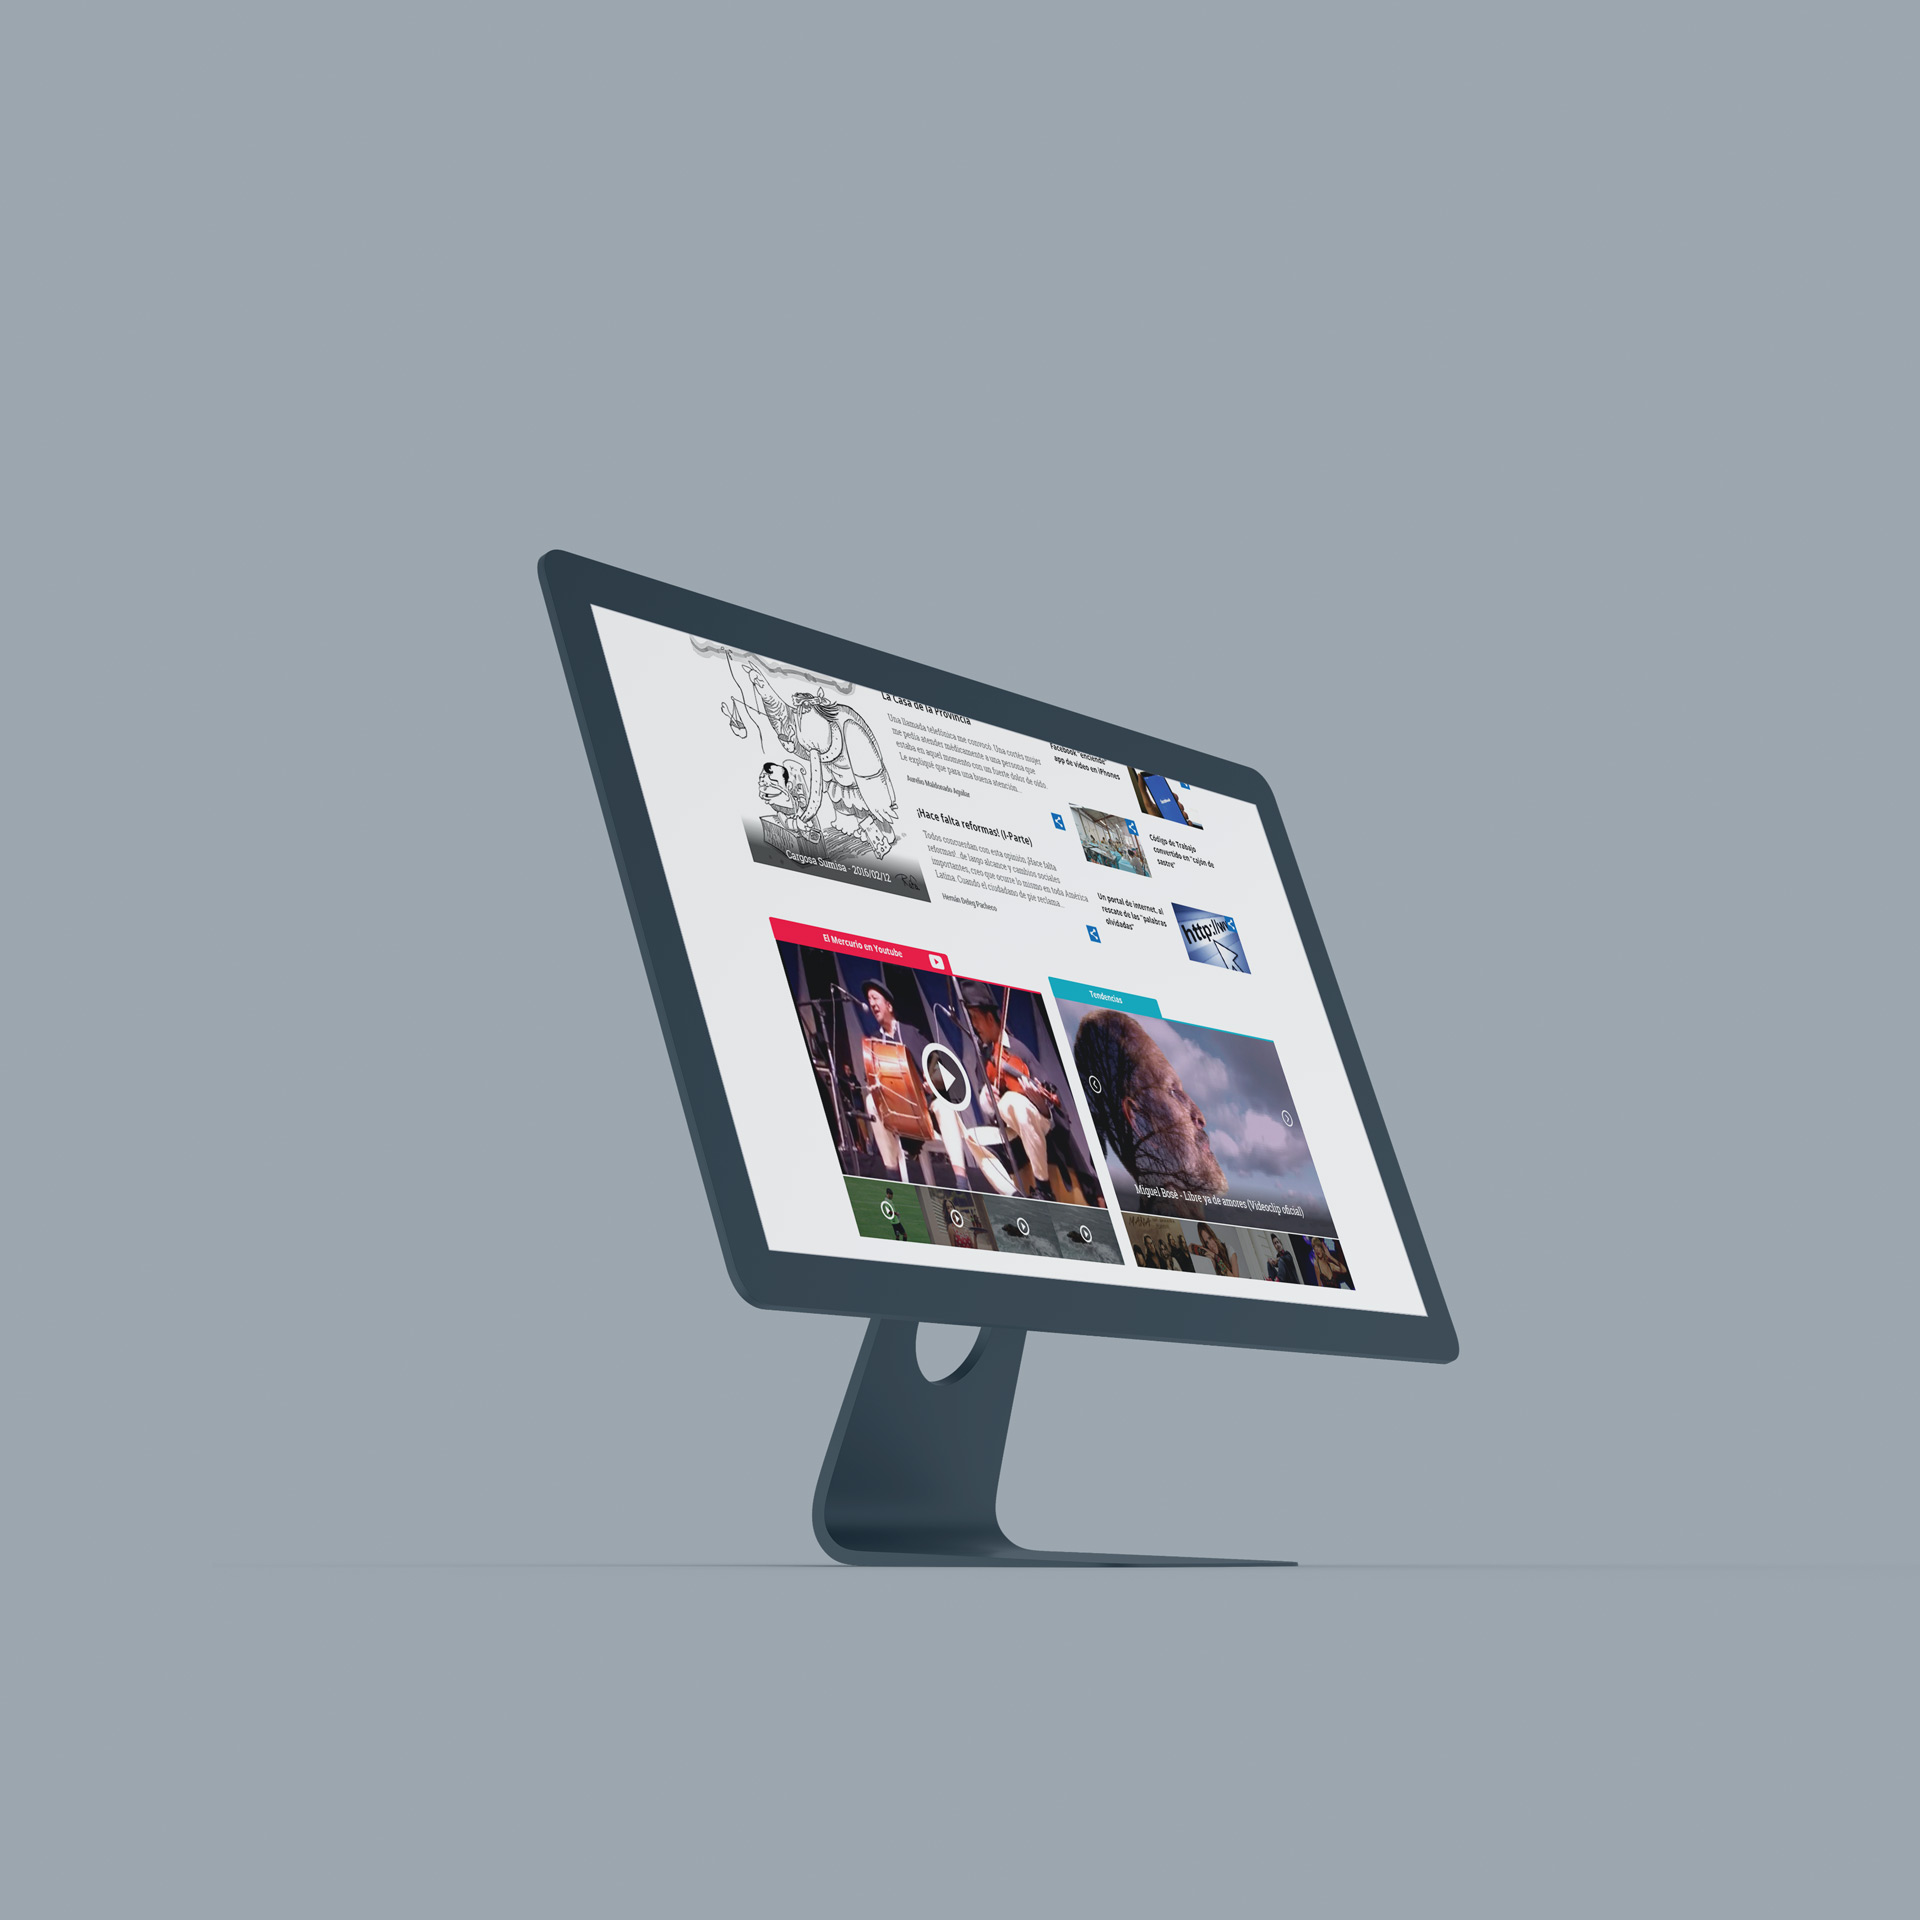 La Casa de la Provincia
Una llamada telefónica me convocó. Una cortés mujer
me pedía atendes médicamente a una persona que
estaba en aquel momento con un fuerte dolor de oído.
Le expliqué que para una buena atención...
Aurelio Maldonado Aguilar
¡Hace falta reformas! (I-Parte)
Todos concuerdan con esta opinión ¡Hace falta
reformas!...de largo alcance y cambios sociales
importantes, creo que ocurre lo mismo en toda América
Latina. Cuando el ciudadano de pie reclama...
Hernán Deleg Pacheco
Cargosa Sumisa - 2016/02/12
Facebook enciende
app de video en iPhones
Código de Trabajo
convertido en "cajón de
sastre"
Un portal de internet, al
rescate de las "palabras
olvidadas"
http://w
El Mercurio en Youtube
Tendencias
Miguel Bosé - Libre ya de amores (Videoclip oficial)